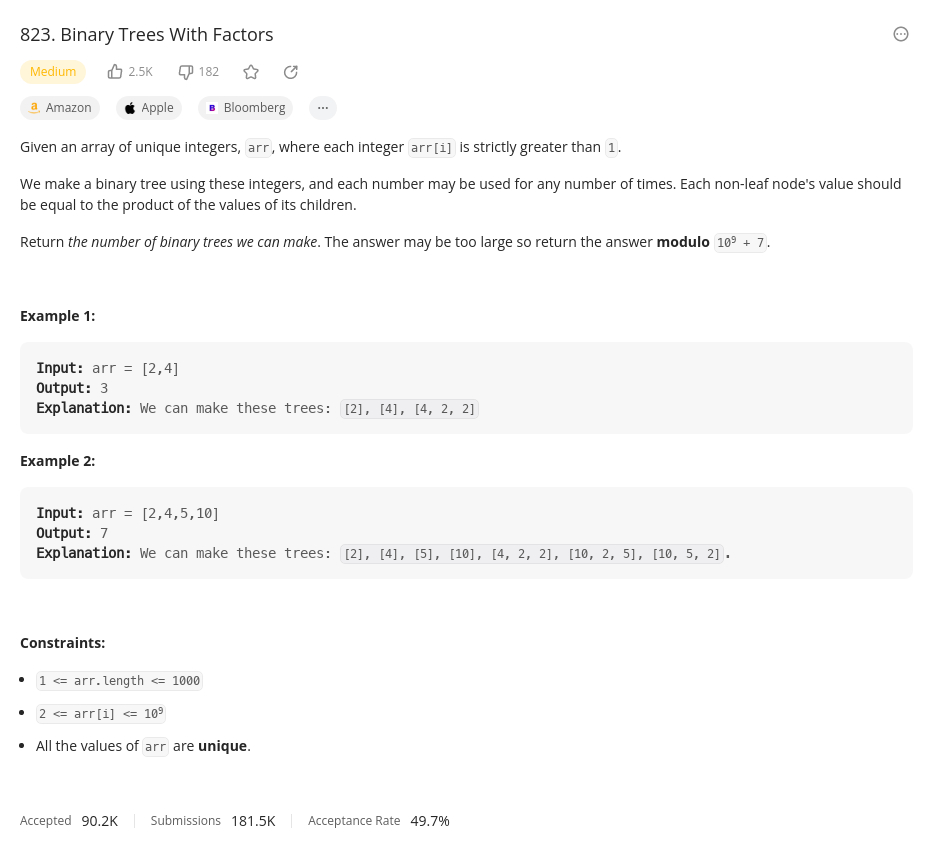 823. Binary Trees With Factors
Medium 2.5K 182
Amazon Apple Bloomberg ...
Given an array of unique integers, arr, where each integer arr[i] is strictly greater than 1.
We make a binary tree using these integers, and each number may be used for any number of times. Each non-leaf node's value should
be equal to the product of the values of its children.
Return the number of binary trees we can make. The answer may be too large so return the answer modulo 10⁹ + 7.
Example 1:
Input: arr = [2,4]
Output: 3
Explanation: We can make these trees: [2], [4], [4, 2, 2]
Example 2:
Input: arr = [2,4,5,10]
Output: 7
Explanation: We can make these trees: [2], [4], [5], [10], [4, 2, 2], [10, 2, 5], [10, 5, 2].
Constraints:
• 1 <= arr.length <= 1000
• 2 <= arr[i] <= 10⁹
• All the values of arr are unique.
Accepted 90.2K Submissions 181.5K Acceptance Rate 49.7%